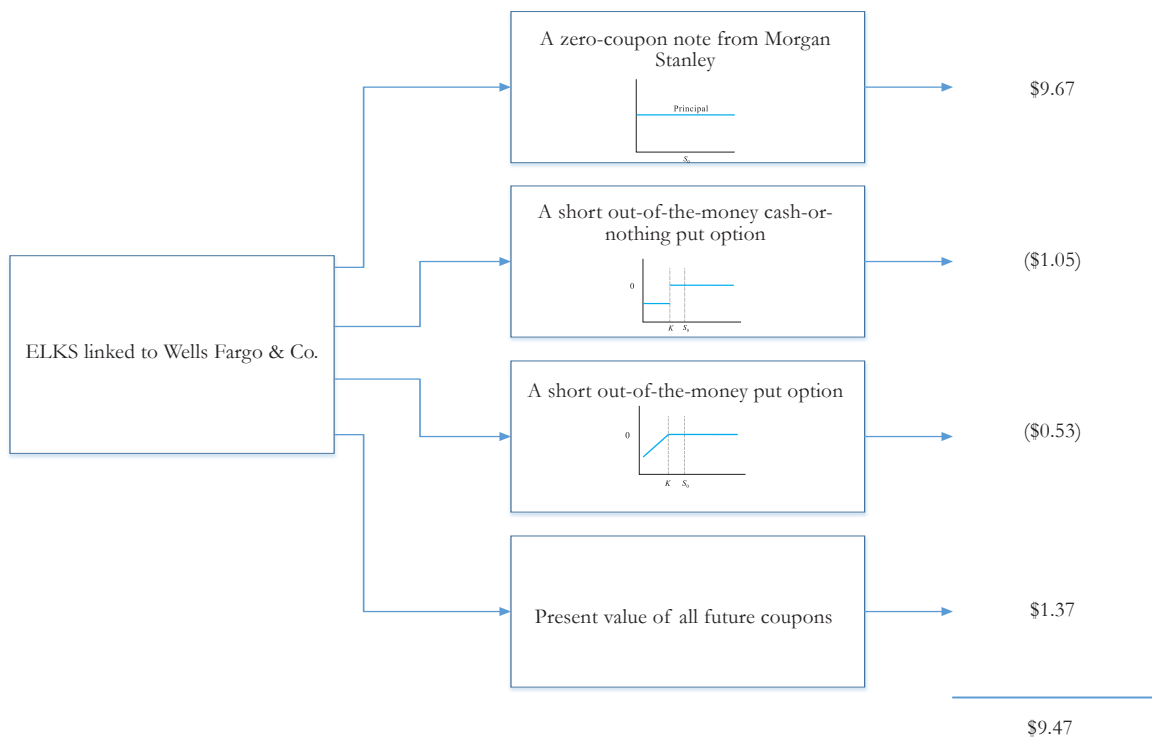 A zero-coupon note from Morgan
Stanley
Principal
S₀
$9.67
A short out-of-the-money cash-or-
nothing put option
0
K
S₀
($1.05)
ELKS linked to Wells Fargo & Co.
A short out-of-the-money put option
0
K
S₀
($0.53)
Present value of all future coupons
$1.37
$9.47